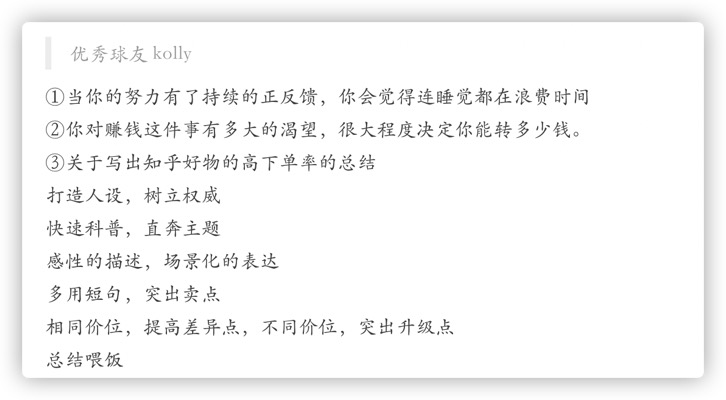 优秀球友 kolly
①当你的努力有了持续的正反馈，你会觉得连睡觉都在浪费时间
②你对赚钱这件事有多大的渴望，很大程度决定你能转多少钱。
③关于写出知乎好物的高下单率的总结
打造人设，树立权威
快速科普，直奔主题
感性的描述，场景化的表达
多用短句，突出卖点
相同价位，提高差异点，不同价位，突出升级点
总结喂饭